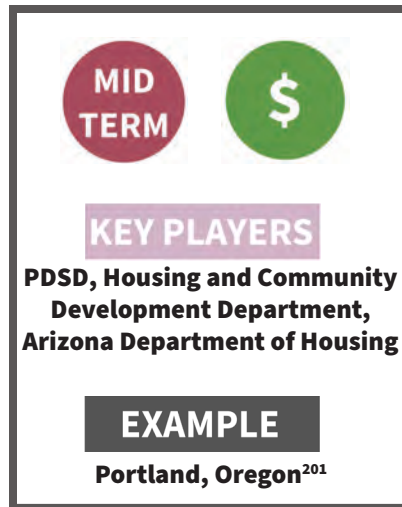 MID
TERM
$
KEY PLAYERS
PDSD, Housing and Community
Development Department,
Arizona Department of Housing
EXAMPLE
Portland, Oregon²⁰¹